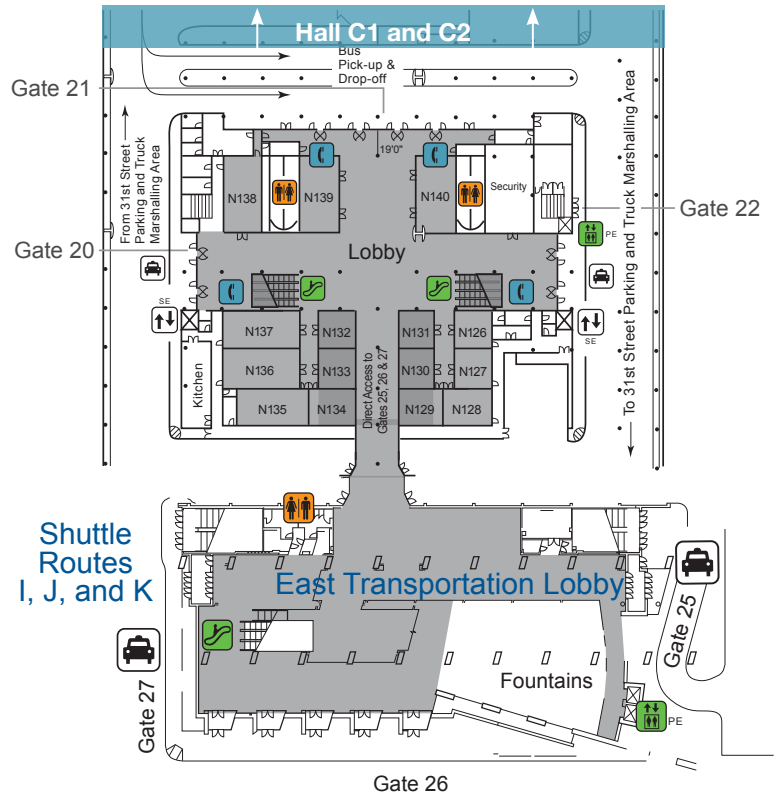 Hall C1 and C2
Bus
Pick-up &
Drop-off
Gate 21
From 31st Street
Parking and Truck
Marshalling Area
To 31st Street Parking and Truck Marshalling Area
19'0"
N138
N139
N140
Security
Gate 22
PE
Gate 20
Lobby
SE
SE
N137
N132
N131
N126
N136
N133
N130
N127
Kitchen
N135
N134
N129
N128
Direct Access to
Gates 25, 26 & 27
Shuttle
Routes
I, J, and K
East Transportation Lobby
Gate 25
Gate 27
Fountains
PE
Gate 26